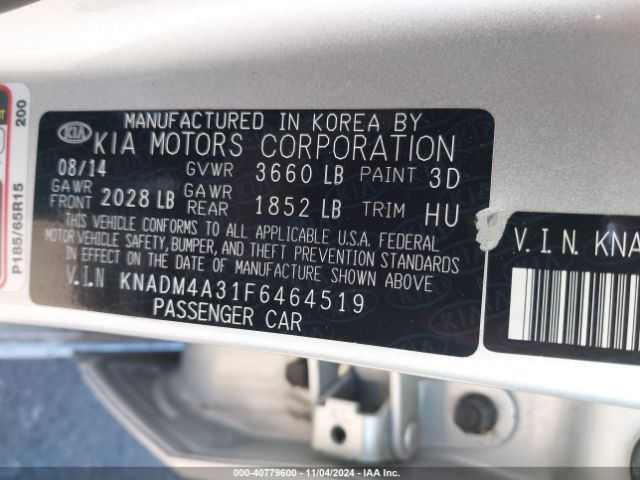 MANUFACTURED IN KOREA BY
KIA KIA MOTORS CORPORATION
08/14 GVWR 3660 LB PAINT 3D
GAWR FRONT 2028 LB GAWR REAR 1852 LB TRIM HU
THIS VEHICLE CONFORMS TO ALL APPLICABLE U.S.A. FEDERAL
MOTOR VEHICLE SAFETY, BUMPER, AND THEFT PREVENTION STANDARDS
IN EFFECT ON THE DATE OF MANUFACTURE SHOWN ABOVE
V.I.N KNADM4A31F6464519
PASSENGER CAR
P185/65R15
200
V.I.N. KNA
000-40779600 - 11/04/2024 - IAA Inc.